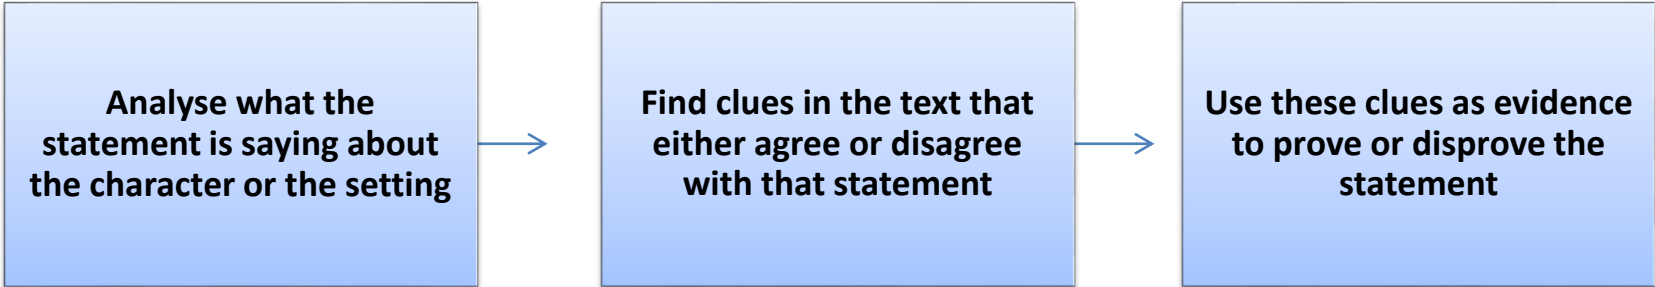 Analyse what the
statement is saying about
the character or the setting
Find clues in the text that
either agree or disagree
with that statement
Use these clues as evidence
to prove or disprove the
statement